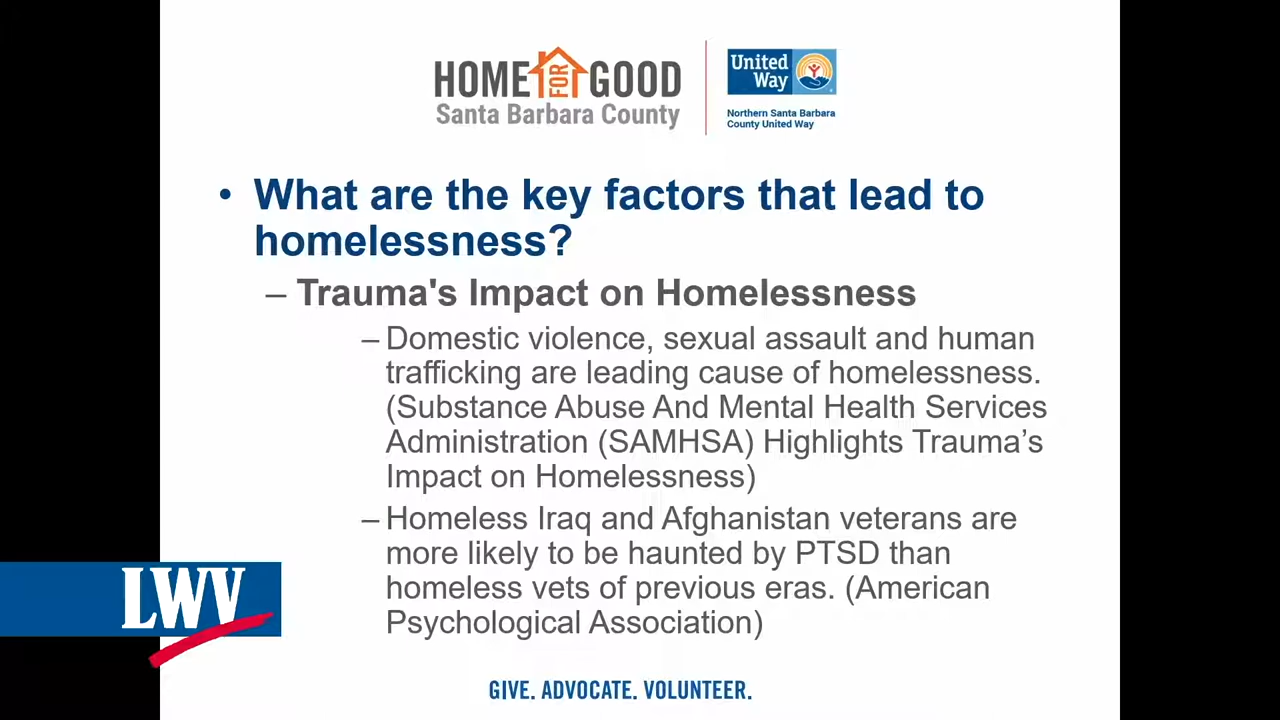 HOME FOR GOOD
Santa Barbara County
United
Way
Northern Santa Barbara
County United Way
• What are the key factors that lead to
homelessness?
– Trauma's Impact on Homelessness
– Domestic violence, sexual assault and human
trafficking are leading cause of homelessness.
(Substance Abuse And Mental Health Services
Administration (SAMHSA) Highlights Trauma’s
Impact on Homelessness)
– Homeless Iraq and Afghanistan veterans are
more likely to be haunted by PTSD than
homeless vets of previous eras. (American
Psychological Association)
LWV
GIVE. ADVOCATE. VOLUNTEER.